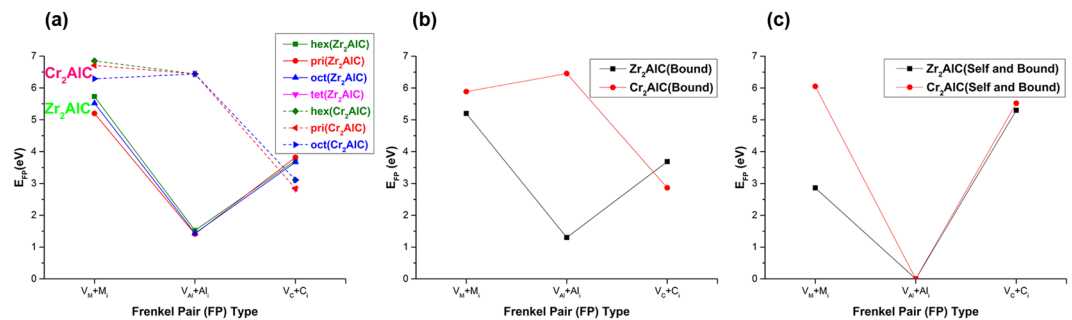 (a)
7
6
5
4
3
2
1
0
E_FP(eV)
Cr₂AlC
Zr₂AlC
hex(Zr₂AlC)
pri(Zr₂AlC)
oct(Zr₂AlC)
tet(Zr₂AlC)
hex(Cr₂AlC)
pri(Cr₂AlC)
oct(Cr₂AlC)
V_M+M_i V_Al+Al_i V_C+C_i
Frenkel Pair (FP) Type
(b)
7
6
5
4
3
2
1
0
E_FP(eV)
Zr₂AlC(Bound)
Cr₂AlC(Bound)
V_M+M_i V_Al+Al_i V_C+C_i
Frenkel Pair (FP) Type
(c)
7
6
5
4
3
2
1
0
E_FP(eV)
Zr₂AlC(Self and Bound)
Cr₂AlC(Self and Bound)
V_M+M_i V_Al+Al_i V_C+C_i
Frenkel Pair (FP) Type